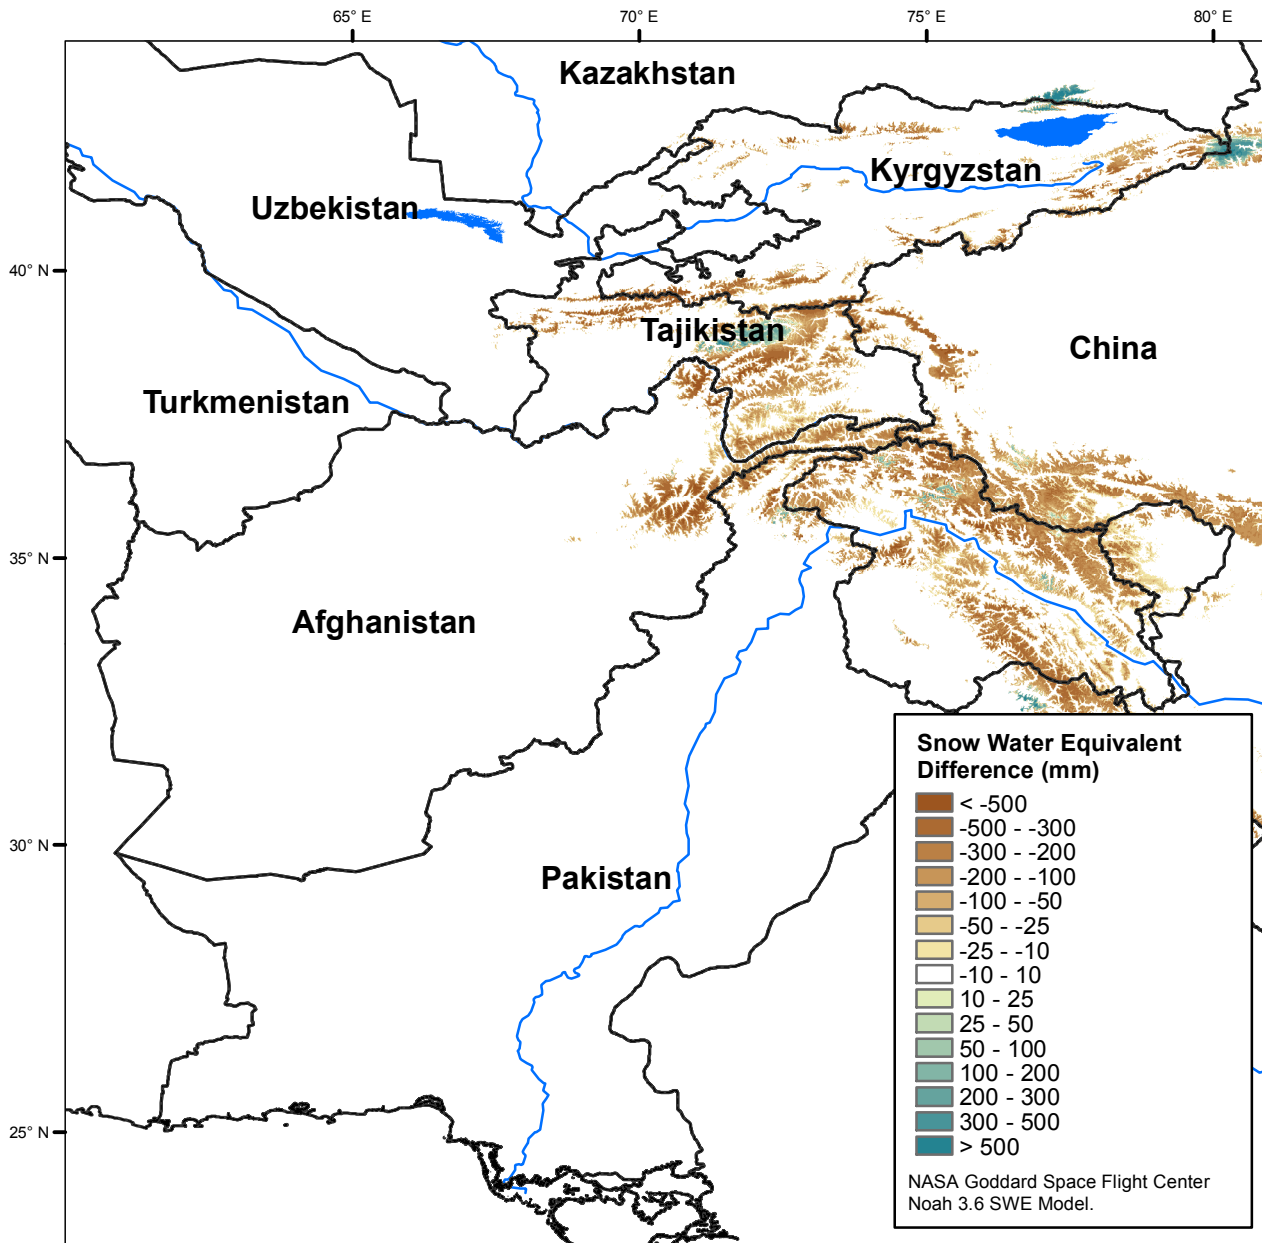 65° E
70° E
75° E
80° E
Kazakhstan
Kyrgyzstan
Uzbekistan
40° N
Tajikistan
China
Turkmenistan
35° N
Afghanistan
30° N
Pakistan
25° N
Snow Water Equivalent
Difference (mm)
< -500
-500 - -300
-300 - -200
-200 - -100
-100 - -50
-50 - -25
-25 - -10
-10 - 10
10 - 25
25 - 50
50 - 100
100 - 200
200 - 300
300 - 500
> 500
NASA Goddard Space Flight Center
Noah 3.6 SWE Model.